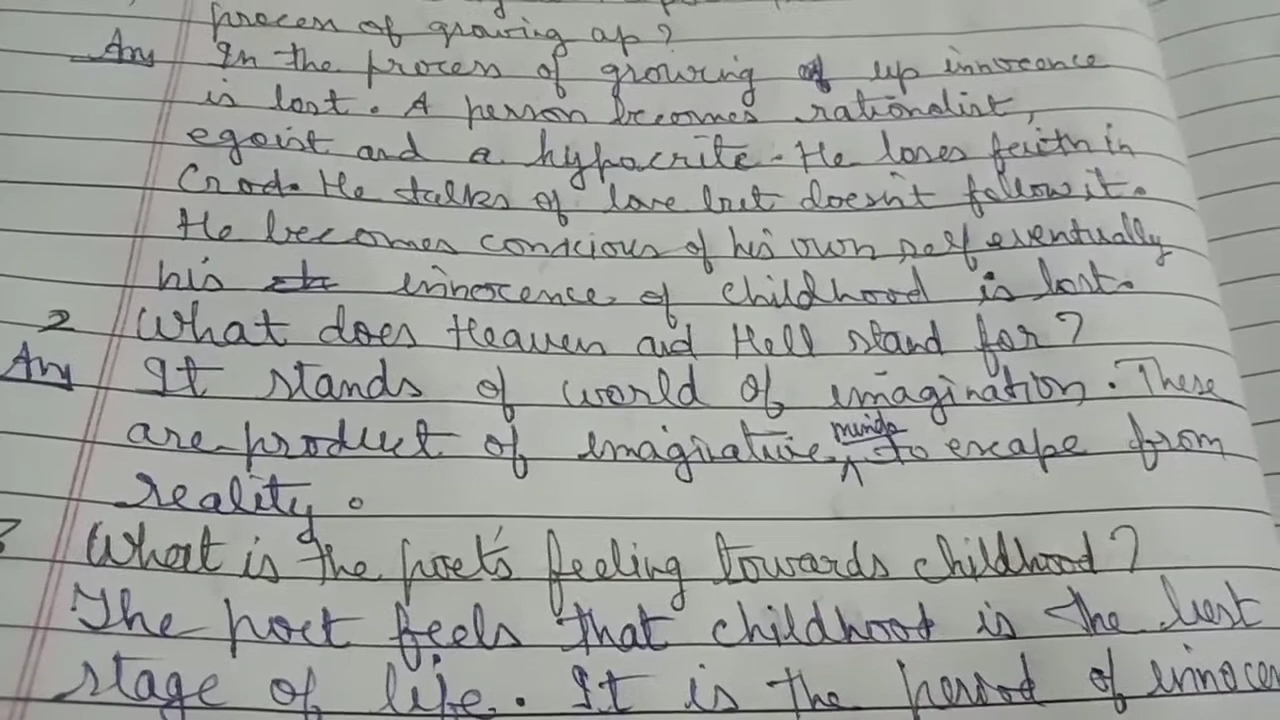 process of growing up?
Ans In the process of growing up innocence
is lost. A person becomes rationalist,
egoist and a hypocrite. He loses faith in
God. He talks of love but doesn't follow it.
He becomes concious of his own self eventually
his innocence of childhood is lost.
2 What does Heaven and Hell stand for?
Ans It stands of world of imagination. These
are product of imaginative minds to escape from
reality.
3 What is the poet's feeling towards childhood?
The poet feels that childhood is the best
stage of life. It is the period of innocen